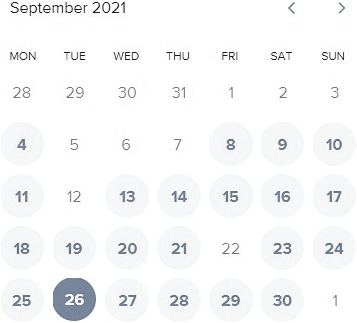 September 2021
MON TUE WED THU FRI SAT SUN
28 29 30 31 1 2 3
4 5 6 7 8 9 10
11 12 13 14 15 16 17
18 19 20 21 22 23 24
25 26 27 28 29 30 1